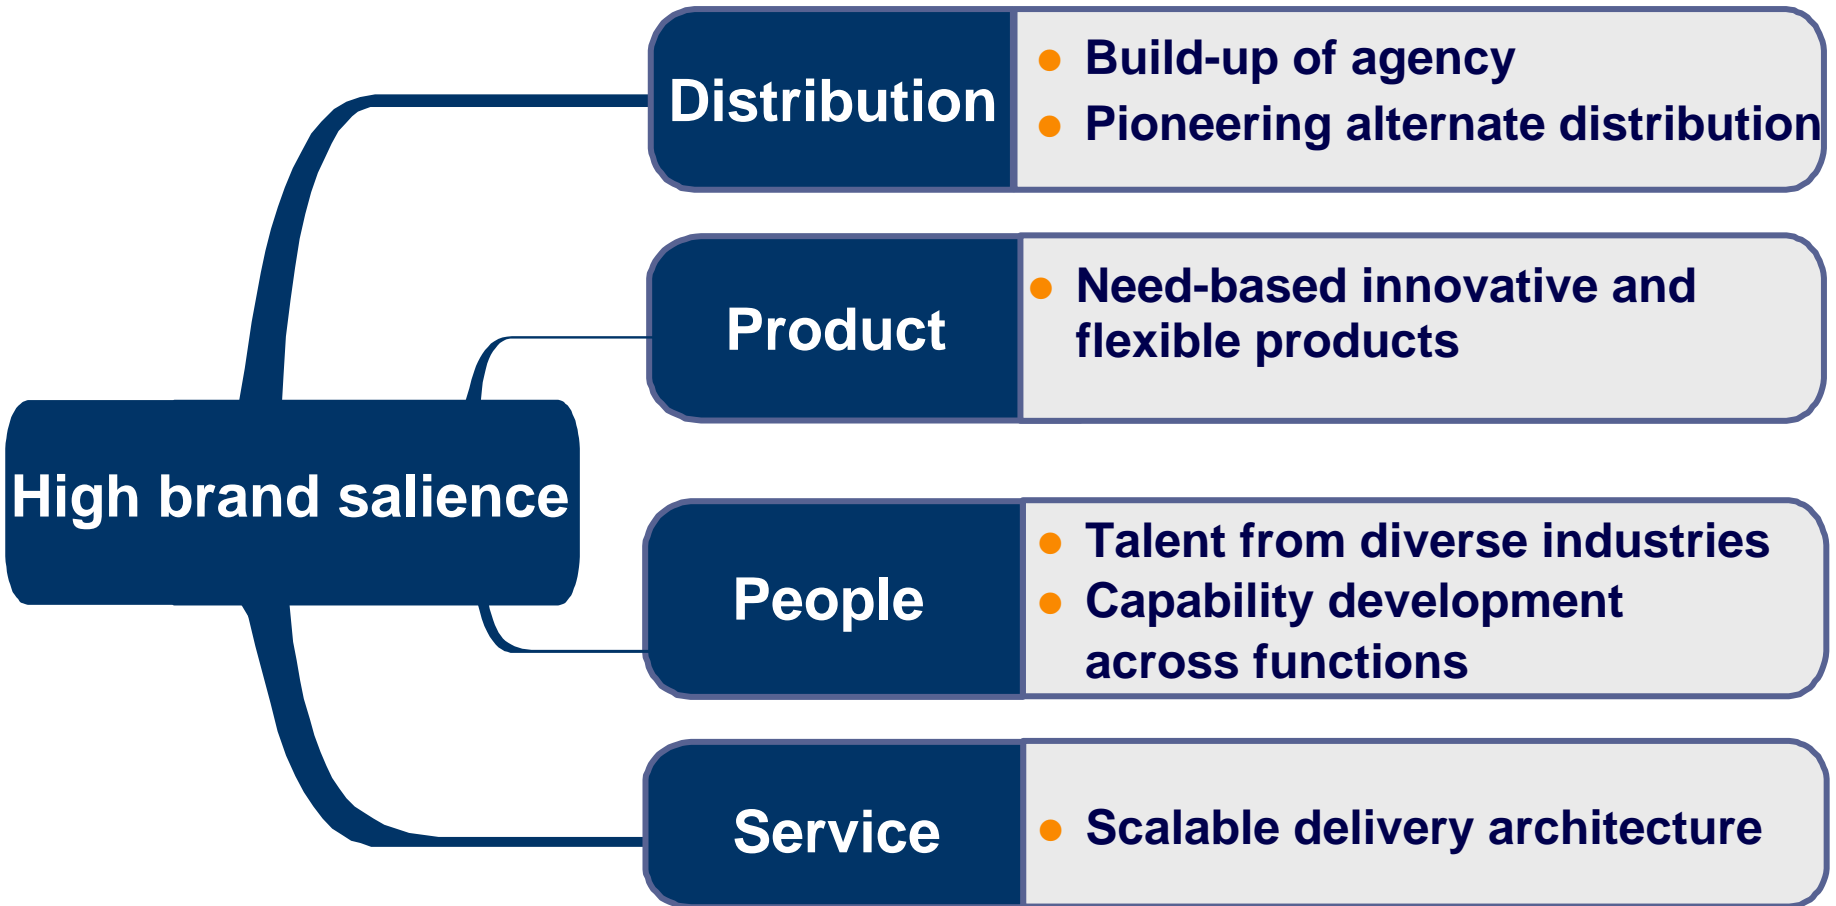 High brand salience
Distribution
● Build-up of agency
● Pioneering alternate distribution
Product
● Need-based innovative and
flexible products
People
● Talent from diverse industries
● Capability development
across functions
Service
● Scalable delivery architecture